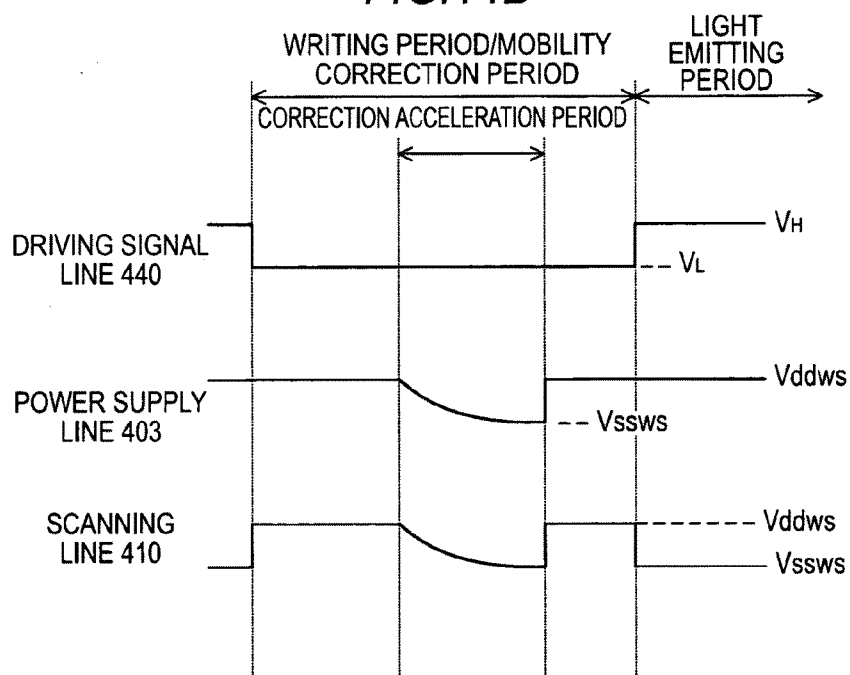 WRITING PERIOD/MOBILITY
CORRECTION PERIOD
LIGHT
EMITTING
PERIOD
CORRECTION ACCELERATION PERIOD
DRIVING SIGNAL
LINE 440
VH
VL
POWER SUPPLY
LINE 403
Vddws
Vssws
SCANNING
LINE 410
Vddws
Vssws